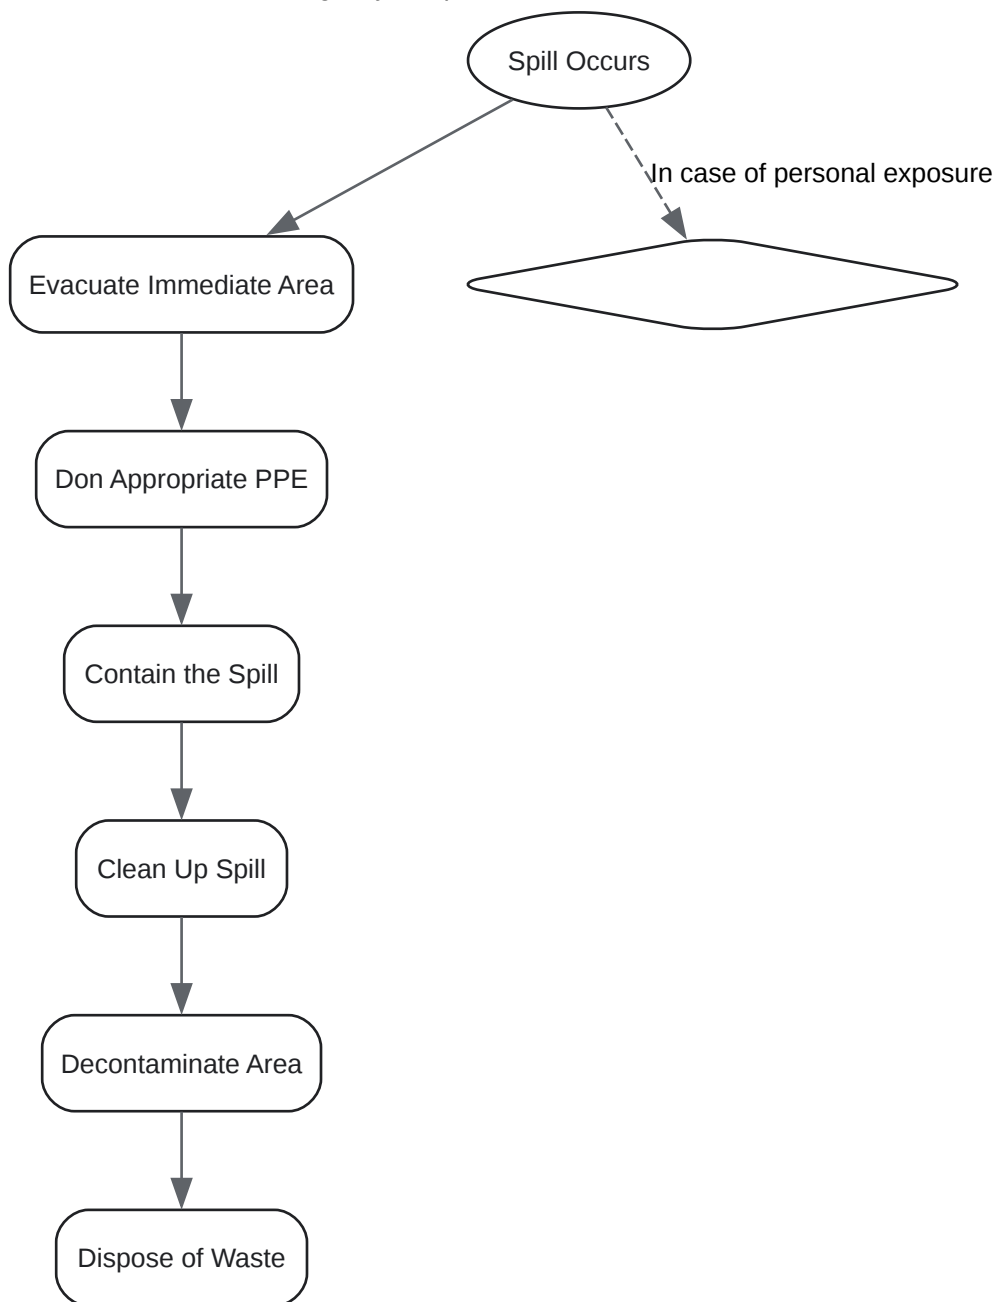 Spill Occurs
In case of personal exposure
Evacuate Immediate Area
Don Appropriate PPE
Contain the Spill
Clean Up Spill
Decontaminate Area
Dispose of Waste